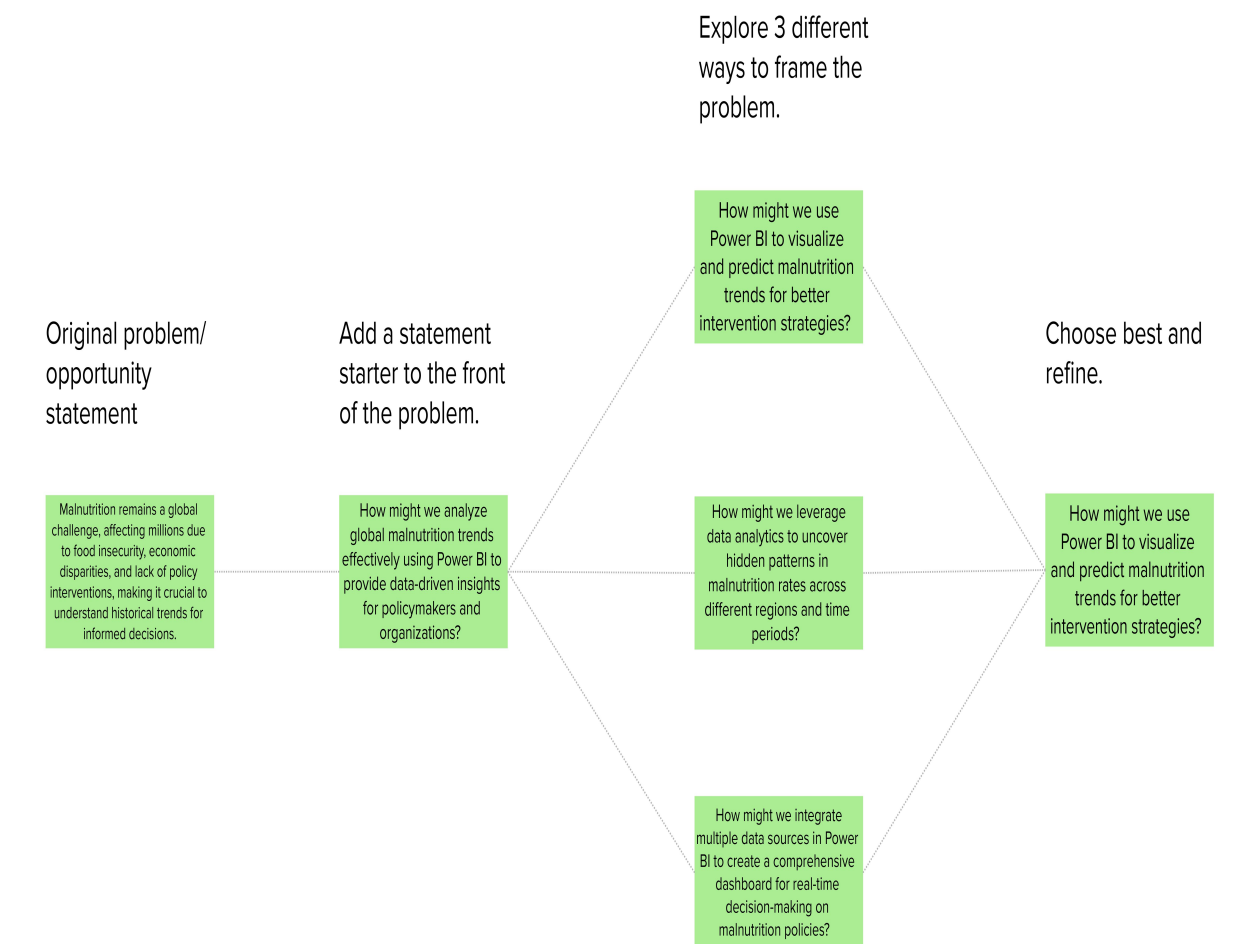 Original problem/
opportunity
statement
Malnutrition remains a global
challenge, affecting millions due
to food insecurity, economic
disparities, and lack of policy
interventions, making it crucial to
understand historical trends for
informed decisions.
Add a statement
starter to the front
of the problem.
How might we analyze
global malnutrition trends
effectively using Power BI to
provide data-driven insights
for policymakers and
organizations?
Explore 3 different
ways to frame the
problem.
How might we use
Power BI to visualize
and predict malnutrition
trends for better
intervention strategies?
How might we leverage
data analytics to uncover
hidden patterns in
malnutrition rates across
different regions and time
periods?
How might we integrate
multiple data sources in Power
BI to create a comprehensive
dashboard for real-time
decision-making on
malnutrition policies?
Choose best and
refine.
How might we use
Power BI to visualize
and predict malnutrition
trends for better
intervention strategies?